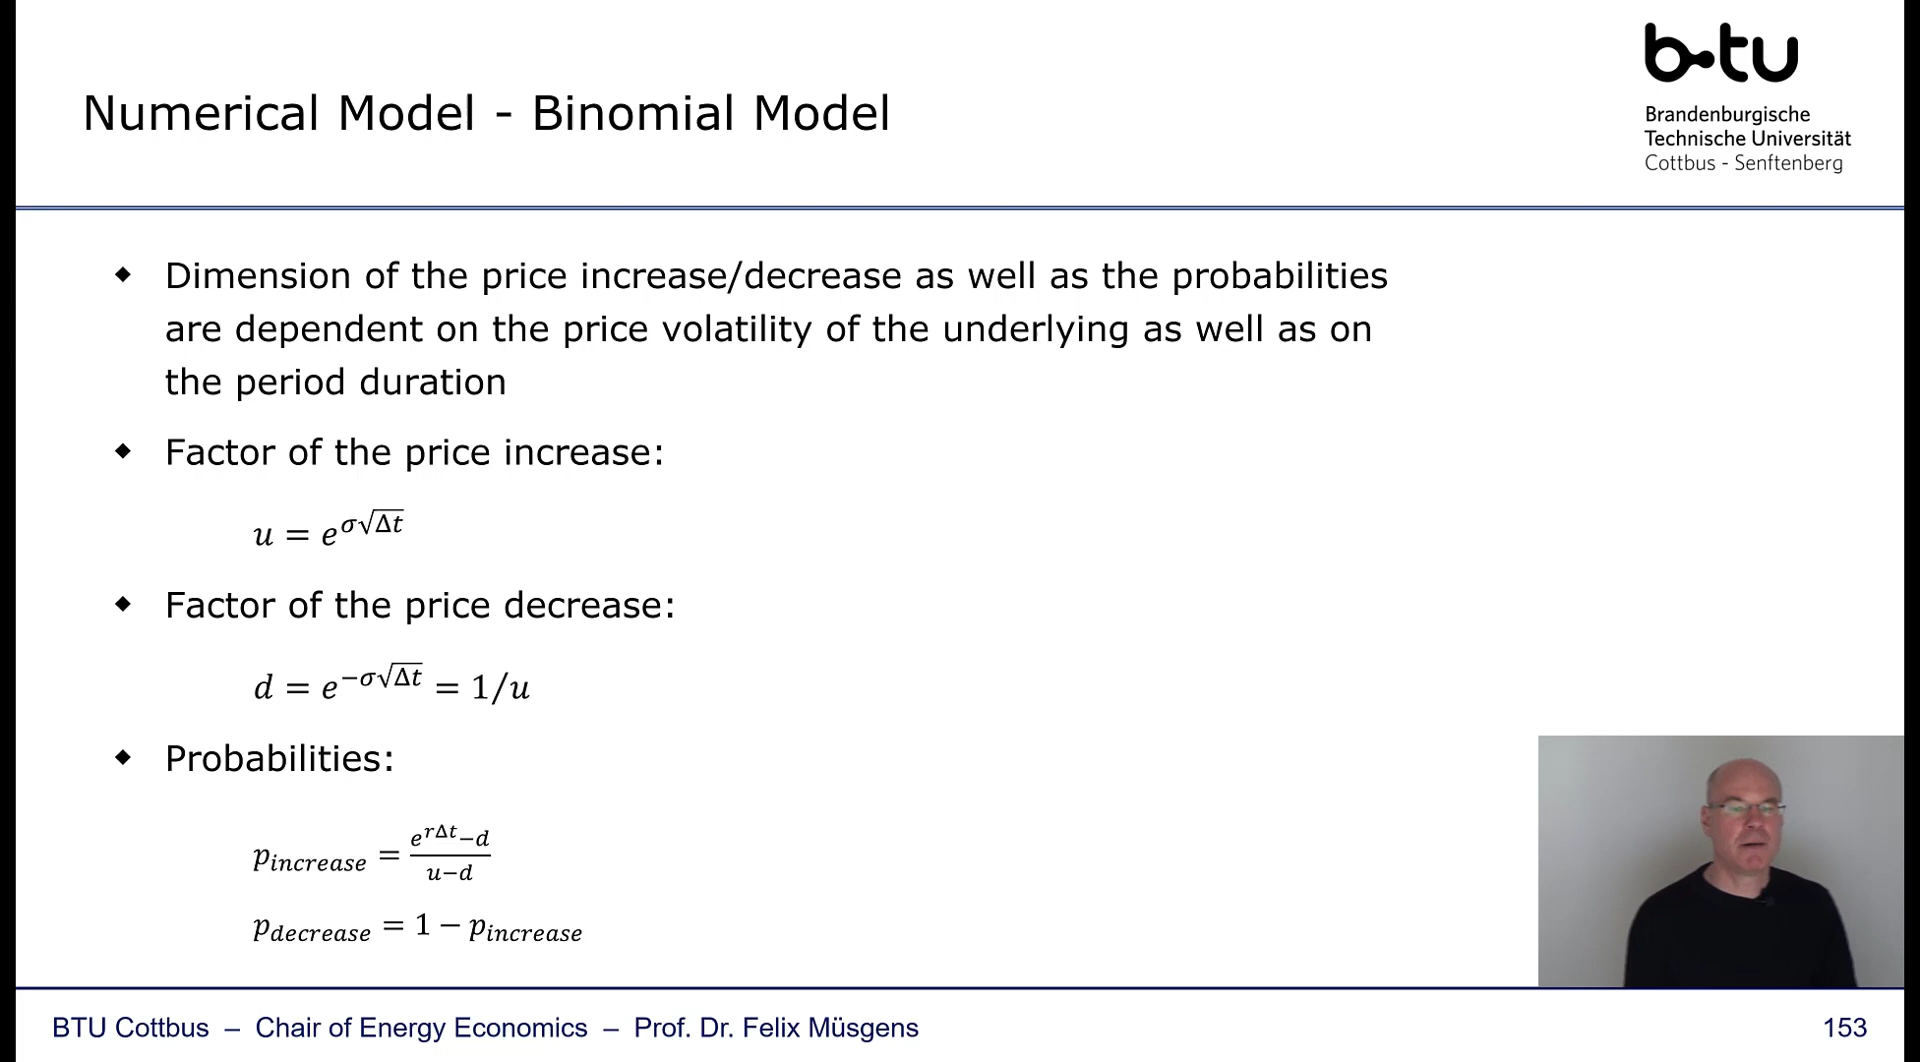 b-tu
Brandenburgische
Technische Universität
Cottbus - Senftenberg
Numerical Model - Binomial Model
◆ Dimension of the price increase/decrease as well as the probabilities
are dependent on the price volatility of the underlying as well as on
the period duration
◆ Factor of the price increase:
u = e^{σ√Δt}
◆ Factor of the price decrease:
d = e^{−σ√Δt} = 1/u
◆ Probabilities:
p_{increase} = \frac{e^{rΔt}−d}{u−d}
p_{decrease} = 1 − p_{increase}
BTU Cottbus – Chair of Energy Economics – Prof. Dr. Felix Müsgens
153